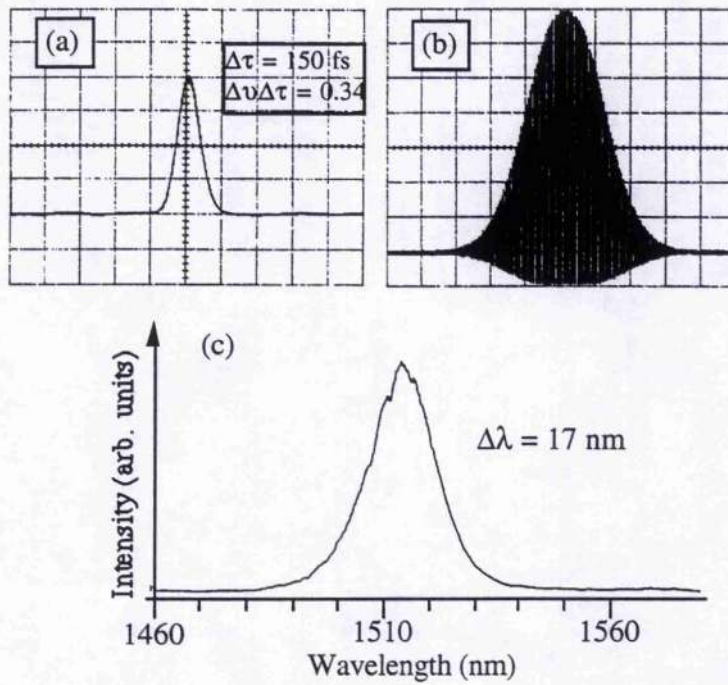 (a)
Δτ = 150 fs
ΔυΔτ = 0.34
(b)
(c)
Intensity (arb. units)
Δλ = 17 nm
1460
1510
1560
Wavelength (nm)